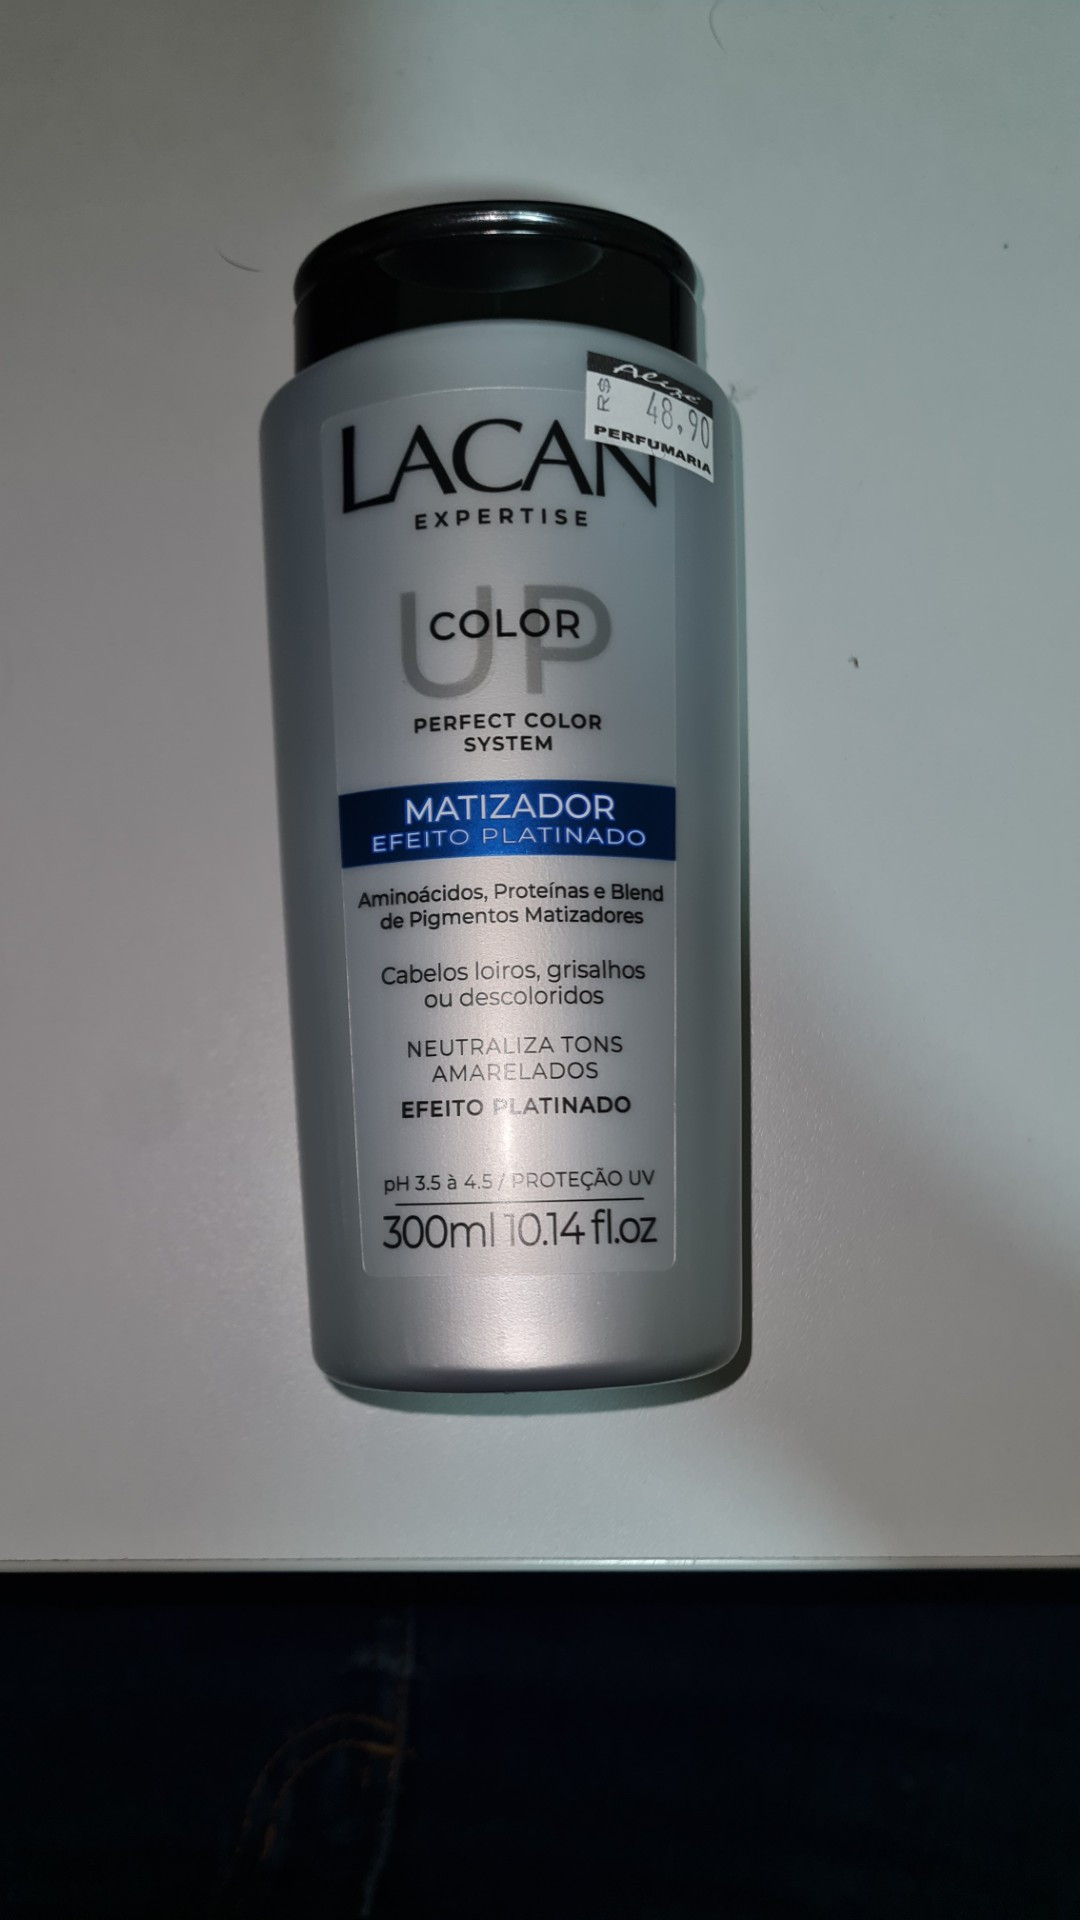 Alizé
R$ 48,90
PERFUMARIA
LACAN
EXPERTISE
COLOR
UP
PERFECT COLOR
SYSTEM
MATIZADOR
EFEITO PLATINADO
Aminoácidos, Proteínas e Blend
de Pigmentos Matizadores
Cabelos loiros, grisalhos
ou descoloridos
NEUTRALIZA TONS
AMARELADOS
EFEITO PLATINADO
pH 3.5 à 4.5 / PROTEÇÃO UV
300ml 10.14 fl.oz